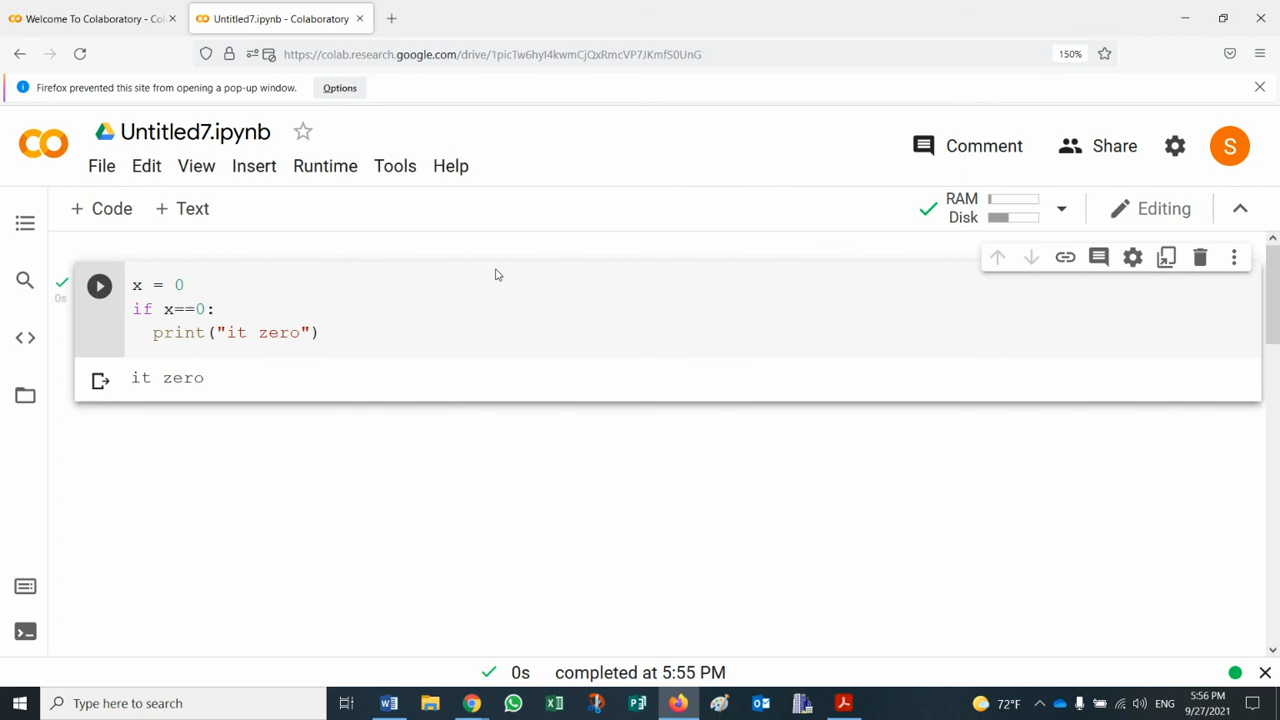 Welcome To Colaboratory - Col
Untitled7.ipynb - Colaboratory
https://colab.research.google.com/drive/1picTw6hyI4kwmCjQxRmcVP7JKmfS0UnG
150%
Firefox prevented this site from opening a pop-up window.
Options
Untitled7.ipynb
Comment
Share
S
File Edit View Insert Runtime Tools Help
+ Code + Text
RAM
Disk
Editing
0s
x = 0
if x==0:
print("it zero")
it zero
0s completed at 5:55 PM
Type here to search
72°F
ENG
5:56 PM
9/27/2021